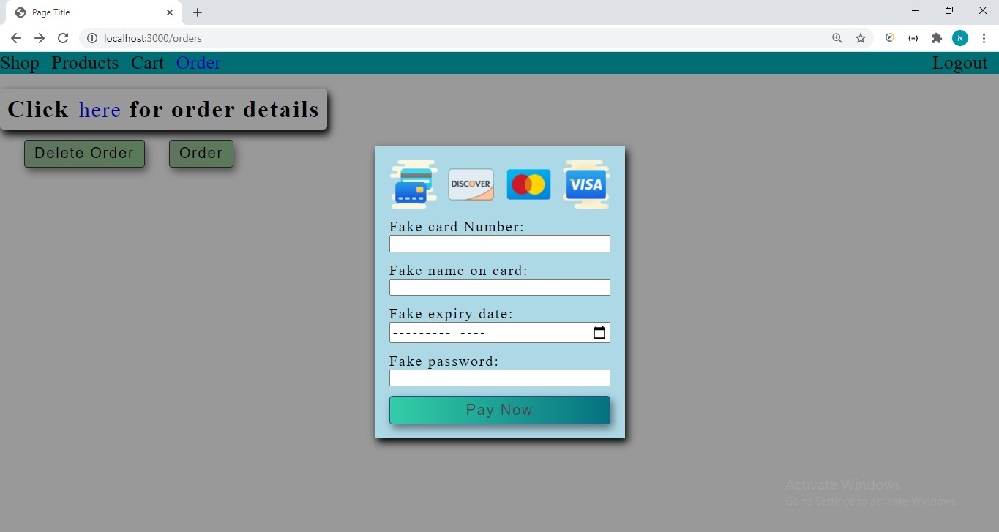 Page Title
localhost:3000/orders
א
Shop Products Cart Order Logout
Click here for order details
Delete Order Order
DISCOVER VISA
Fake card Number:
Fake name on card:
Fake expiry date:
--------- ----
Fake password:
Pay Now
Activate Windows
Go to Settings to activate Windows.